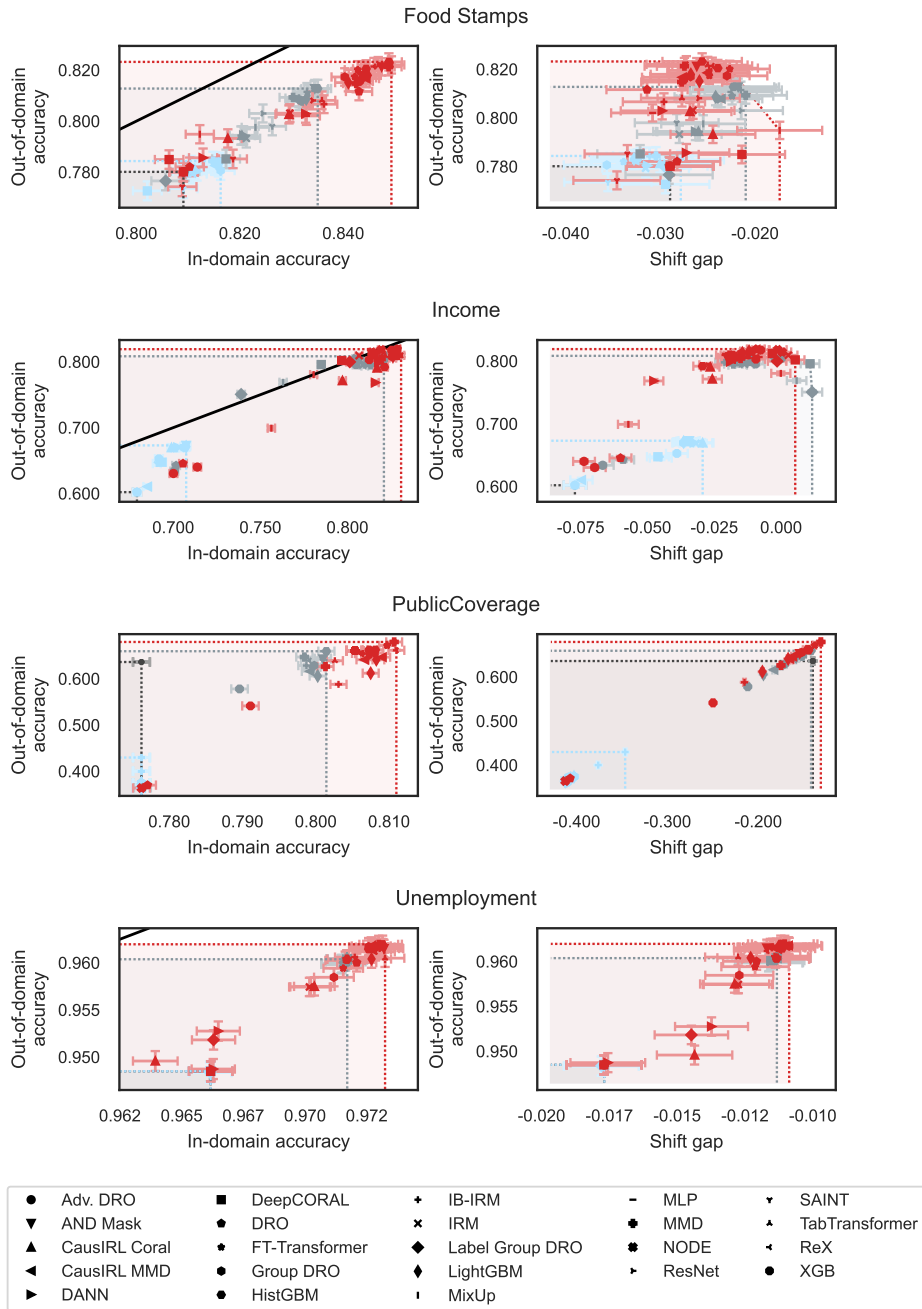 Food Stamps
Out-of-domain
accuracy
0.820
0.800
0.780
0.800
0.820
0.840
In-domain accuracy
Out-of-domain
accuracy
0.820
0.800
0.780
-0.040
-0.030
-0.020
Shift gap
Income
Out-of-domain
accuracy
0.800
0.700
0.600
0.700
0.750
0.800
In-domain accuracy
Out-of-domain
accuracy
0.800
0.700
0.600
-0.075
-0.050
-0.025
0.000
Shift gap
PublicCoverage
Out-of-domain
accuracy
0.600
0.500
0.400
0.780
0.790
0.800
0.810
In-domain accuracy
Out-of-domain
accuracy
0.600
0.500
0.400
-0.400
-0.300
-0.200
Shift gap
Unemployment
Out-of-domain
accuracy
0.960
0.955
0.950
0.962
0.965
0.967
0.970
0.972
In-domain accuracy
Out-of-domain
accuracy
0.960
0.955
0.950
-0.020
-0.017
-0.015
-0.012
-0.010
Shift gap
Adv. DRO
AND Mask
CausIRL Coral
CausIRL MMD
DANN
DeepCORAL
DRO
FT-Transformer
Group DRO
HistGBM
IB-IRM
IRM
Label Group DRO
LightGBM
MixUp
MLP
MMD
NODE
ResNet
SAINT
TabTransformer
ReX
XGB